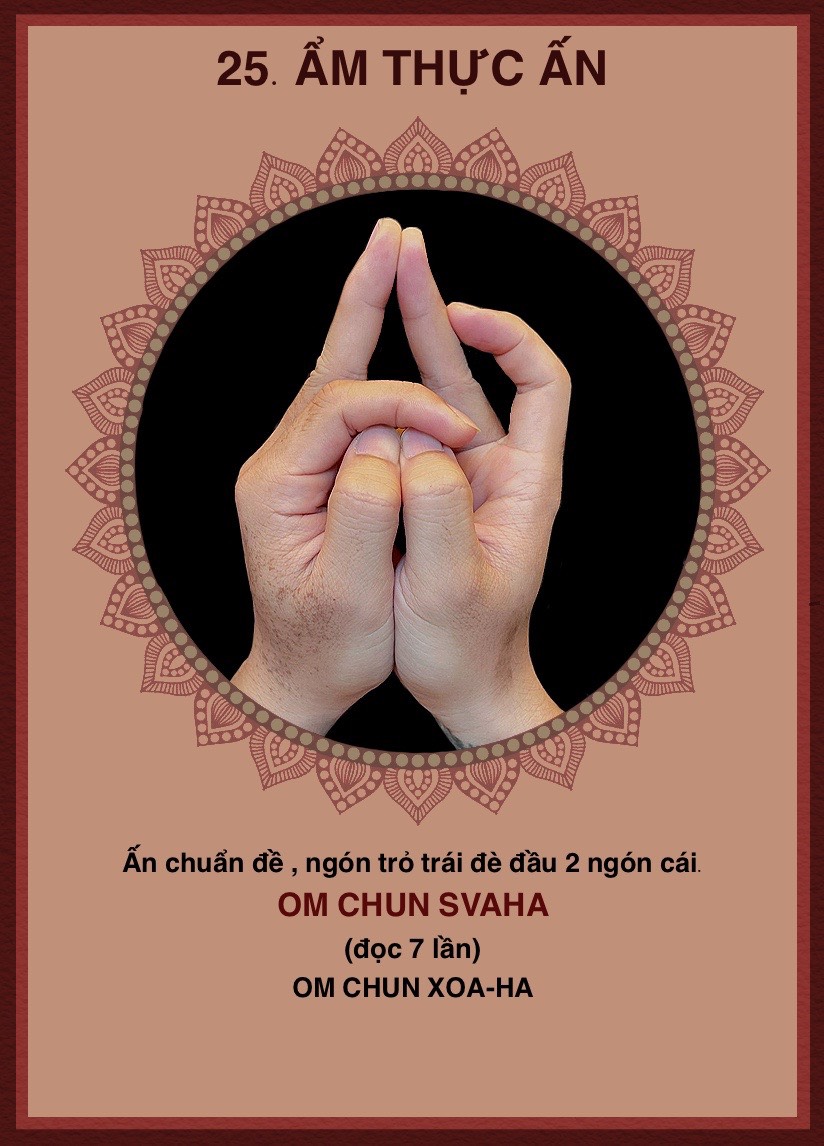 25. ẨM THỰC ẤN
Ấn chuẩn đề , ngón trỏ trái đè đầu 2 ngón cái.
OM CHUN SVAHA
(đọc 7 lần)
OM CHUN XOA-HA